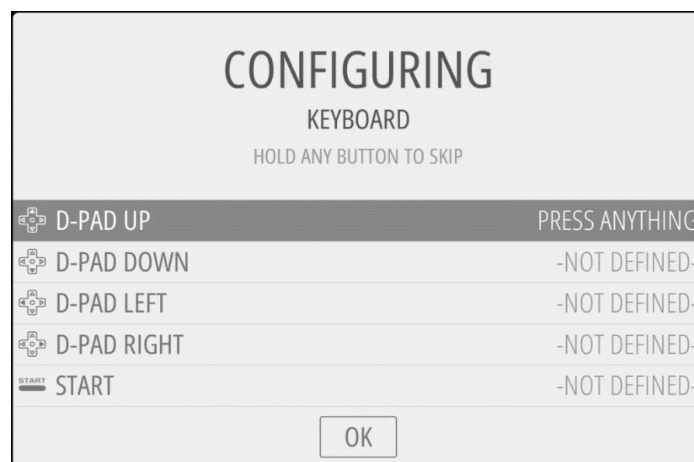 CONFIGURING
KEYBOARD
HOLD ANY BUTTON TO SKIP
D-PAD UP PRESS ANYTHING
D-PAD DOWN -NOT DEFINED-
D-PAD LEFT -NOT DEFINED-
D-PAD RIGHT -NOT DEFINED-
START START -NOT DEFINED-
OK